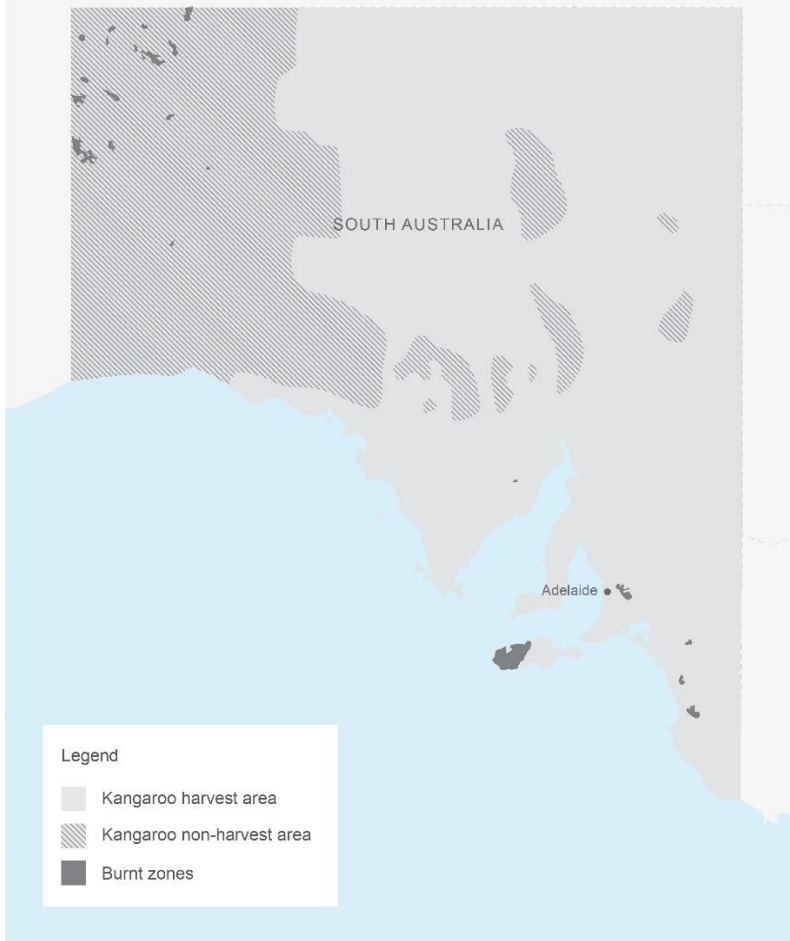 SOUTH AUSTRALIA
Adelaide
Legend
Kangaroo harvest area
Kangaroo non-harvest area
Burnt zones